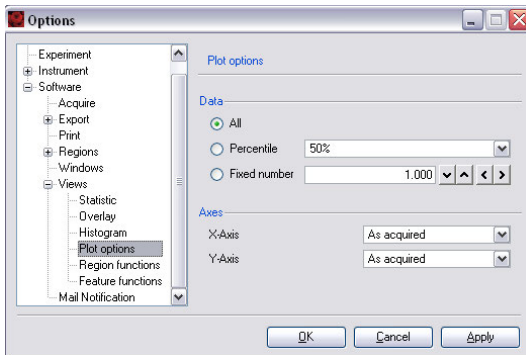 Options
Experiment
Instrument
Software
Acquire
Export
Print
Regions
Windows
Views
Statistic
Overlay
Histogram
Plot options
Region functions
Feature functions
Mail Notification
Plot options
Data
All
Percentile 50%
Fixed number 1.000
Axes
X-Axis As acquired
Y-Axis As acquired
OK Cancel Apply